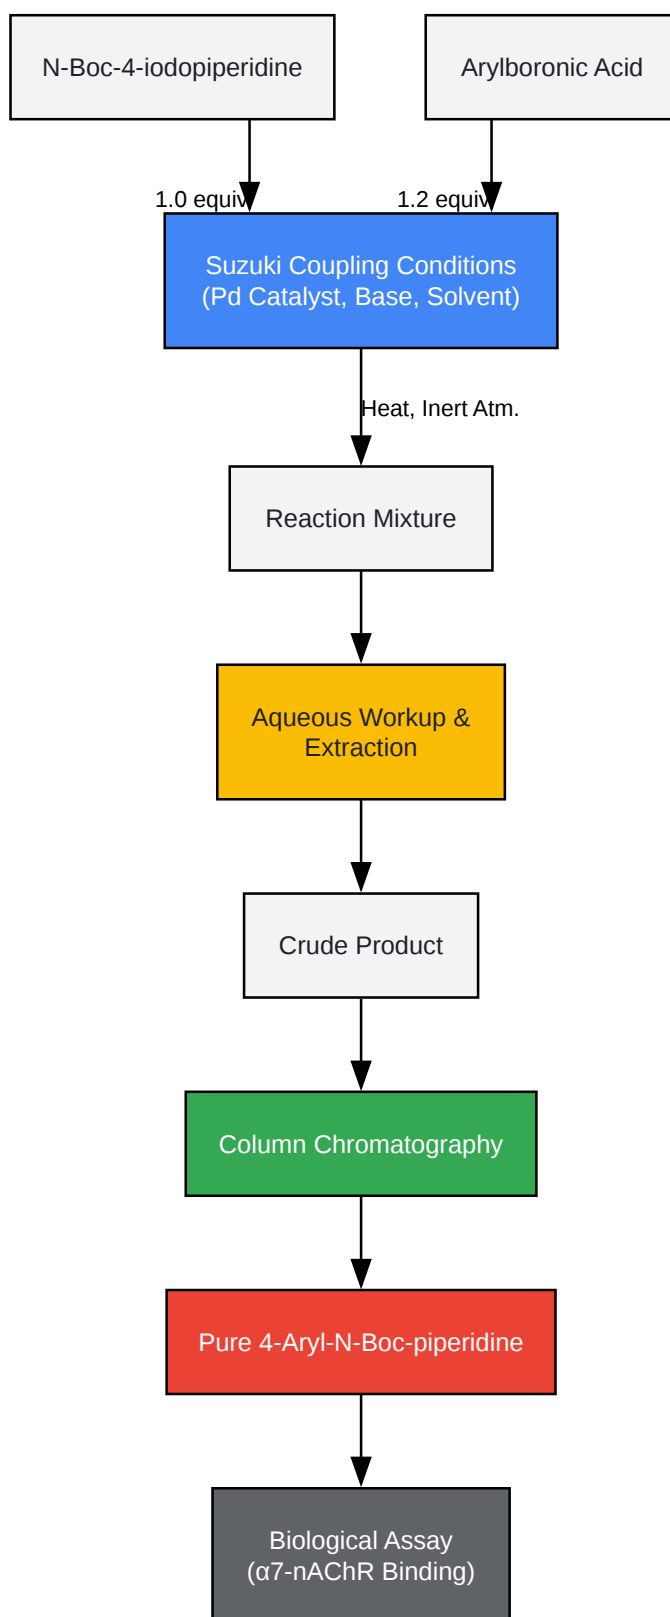 N-Boc-4-iodopiperidine
Arylboronic Acid
1.0 equiv
1.2 equiv
Suzuki Coupling Conditions
(Pd Catalyst, Base, Solvent)
Heat, Inert Atm.
Reaction Mixture
Aqueous Workup &
Extraction
Crude Product
Column Chromatography
Pure 4-Aryl-N-Boc-piperidine
Biological Assay
(α7-nAChR Binding)